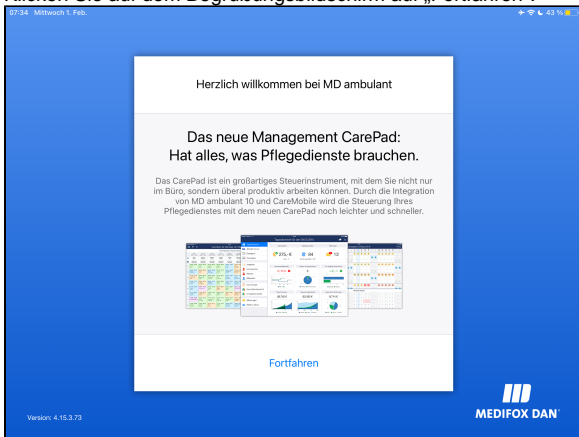 Klicken Sie auf dem Begrüßungsbildschirm auf „Fortfahren“.
07:34 Mittwoch 1. Feb.
43 %
Herzlich willkommen bei MD ambulant
Das neue Management CarePad:
Hat alles, was Pflegedienste brauchen.
Das CarePad ist ein großartiges Steuerinstrument, mit dem Sie nicht nur
im Büro, sondern überal produktiv arbeiten können. Durch die Integration
von MD ambulant 10 und CareMobile wird die Steuerung Ihres
Pflegedienstes mit dem neuen CarePad noch leichter und schneller.
Fortfahren
Version: 4.15.3.73
MEDIFOX DAN